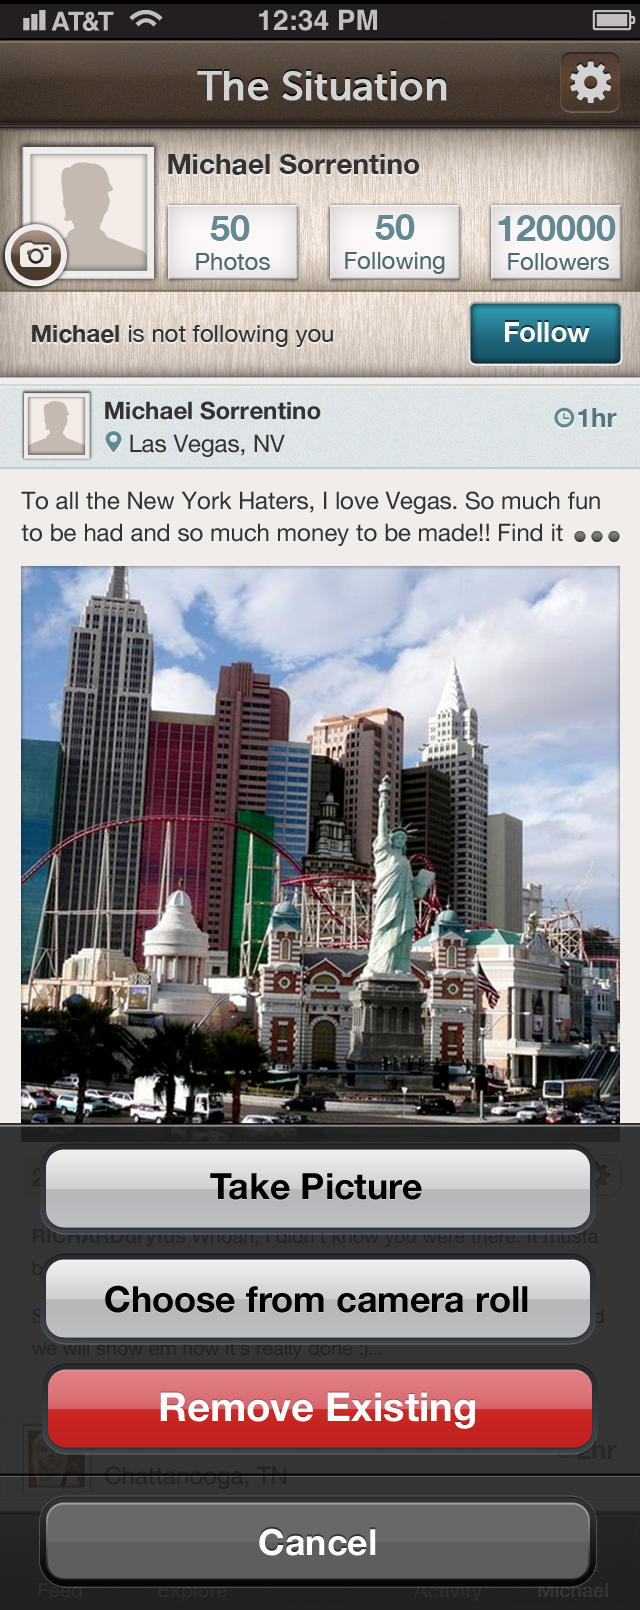 AT&T 12:34 PM
The Situation
Michael Sorrentino
50 50 120000
Photos Following Followers
Michael is not following you Follow
Michael Sorrentino 1hr
Las Vegas, NV
To all the New York Haters, I love Vegas. So much fun
to be had and so much money to be made!! Find it
Take Picture
RICHARDdryfus Whoah, I didn't know you were there. It musta
Choose from camera roll
we will show em how it's really done :)...
Remove Existing
2hr
Chattanooga, TN
Cancel
Feed Explore Activity Michael